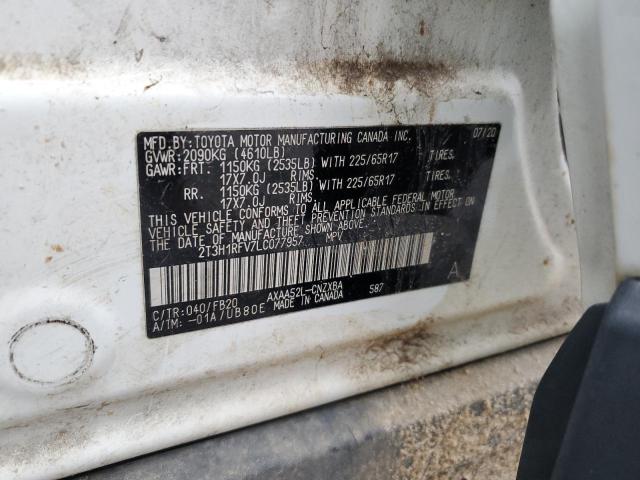 MFD.BY:TOYOTA MOTOR MANUFACTURING CANADA INC. 07/20
GVWR:2090KG (4610LB)
GAWR:FRT. 1150KG (2535LB) WITH 225/65R17 TIRES.
17X7.0J RIMS
RR. 1150KG (2535LB) WITH 225/65R17 TIRES.
17X7.0J RIMS
THIS VEHICLE CONFORMS TO ALL APPLICABLE FEDERAL MOTOR
VEHICLE SAFETY AND THEFT PREVENTION STANDARDS IN EFFECT ON
THE DATE OF MANUFACTURE SHOWN ABOVE.
2T3H1RFV7LC077957 MPV
A
C/TR:040/FB20 AXAA52L-CNZXBA 587
A/TM:-01A/UB80E MADE IN CANADA